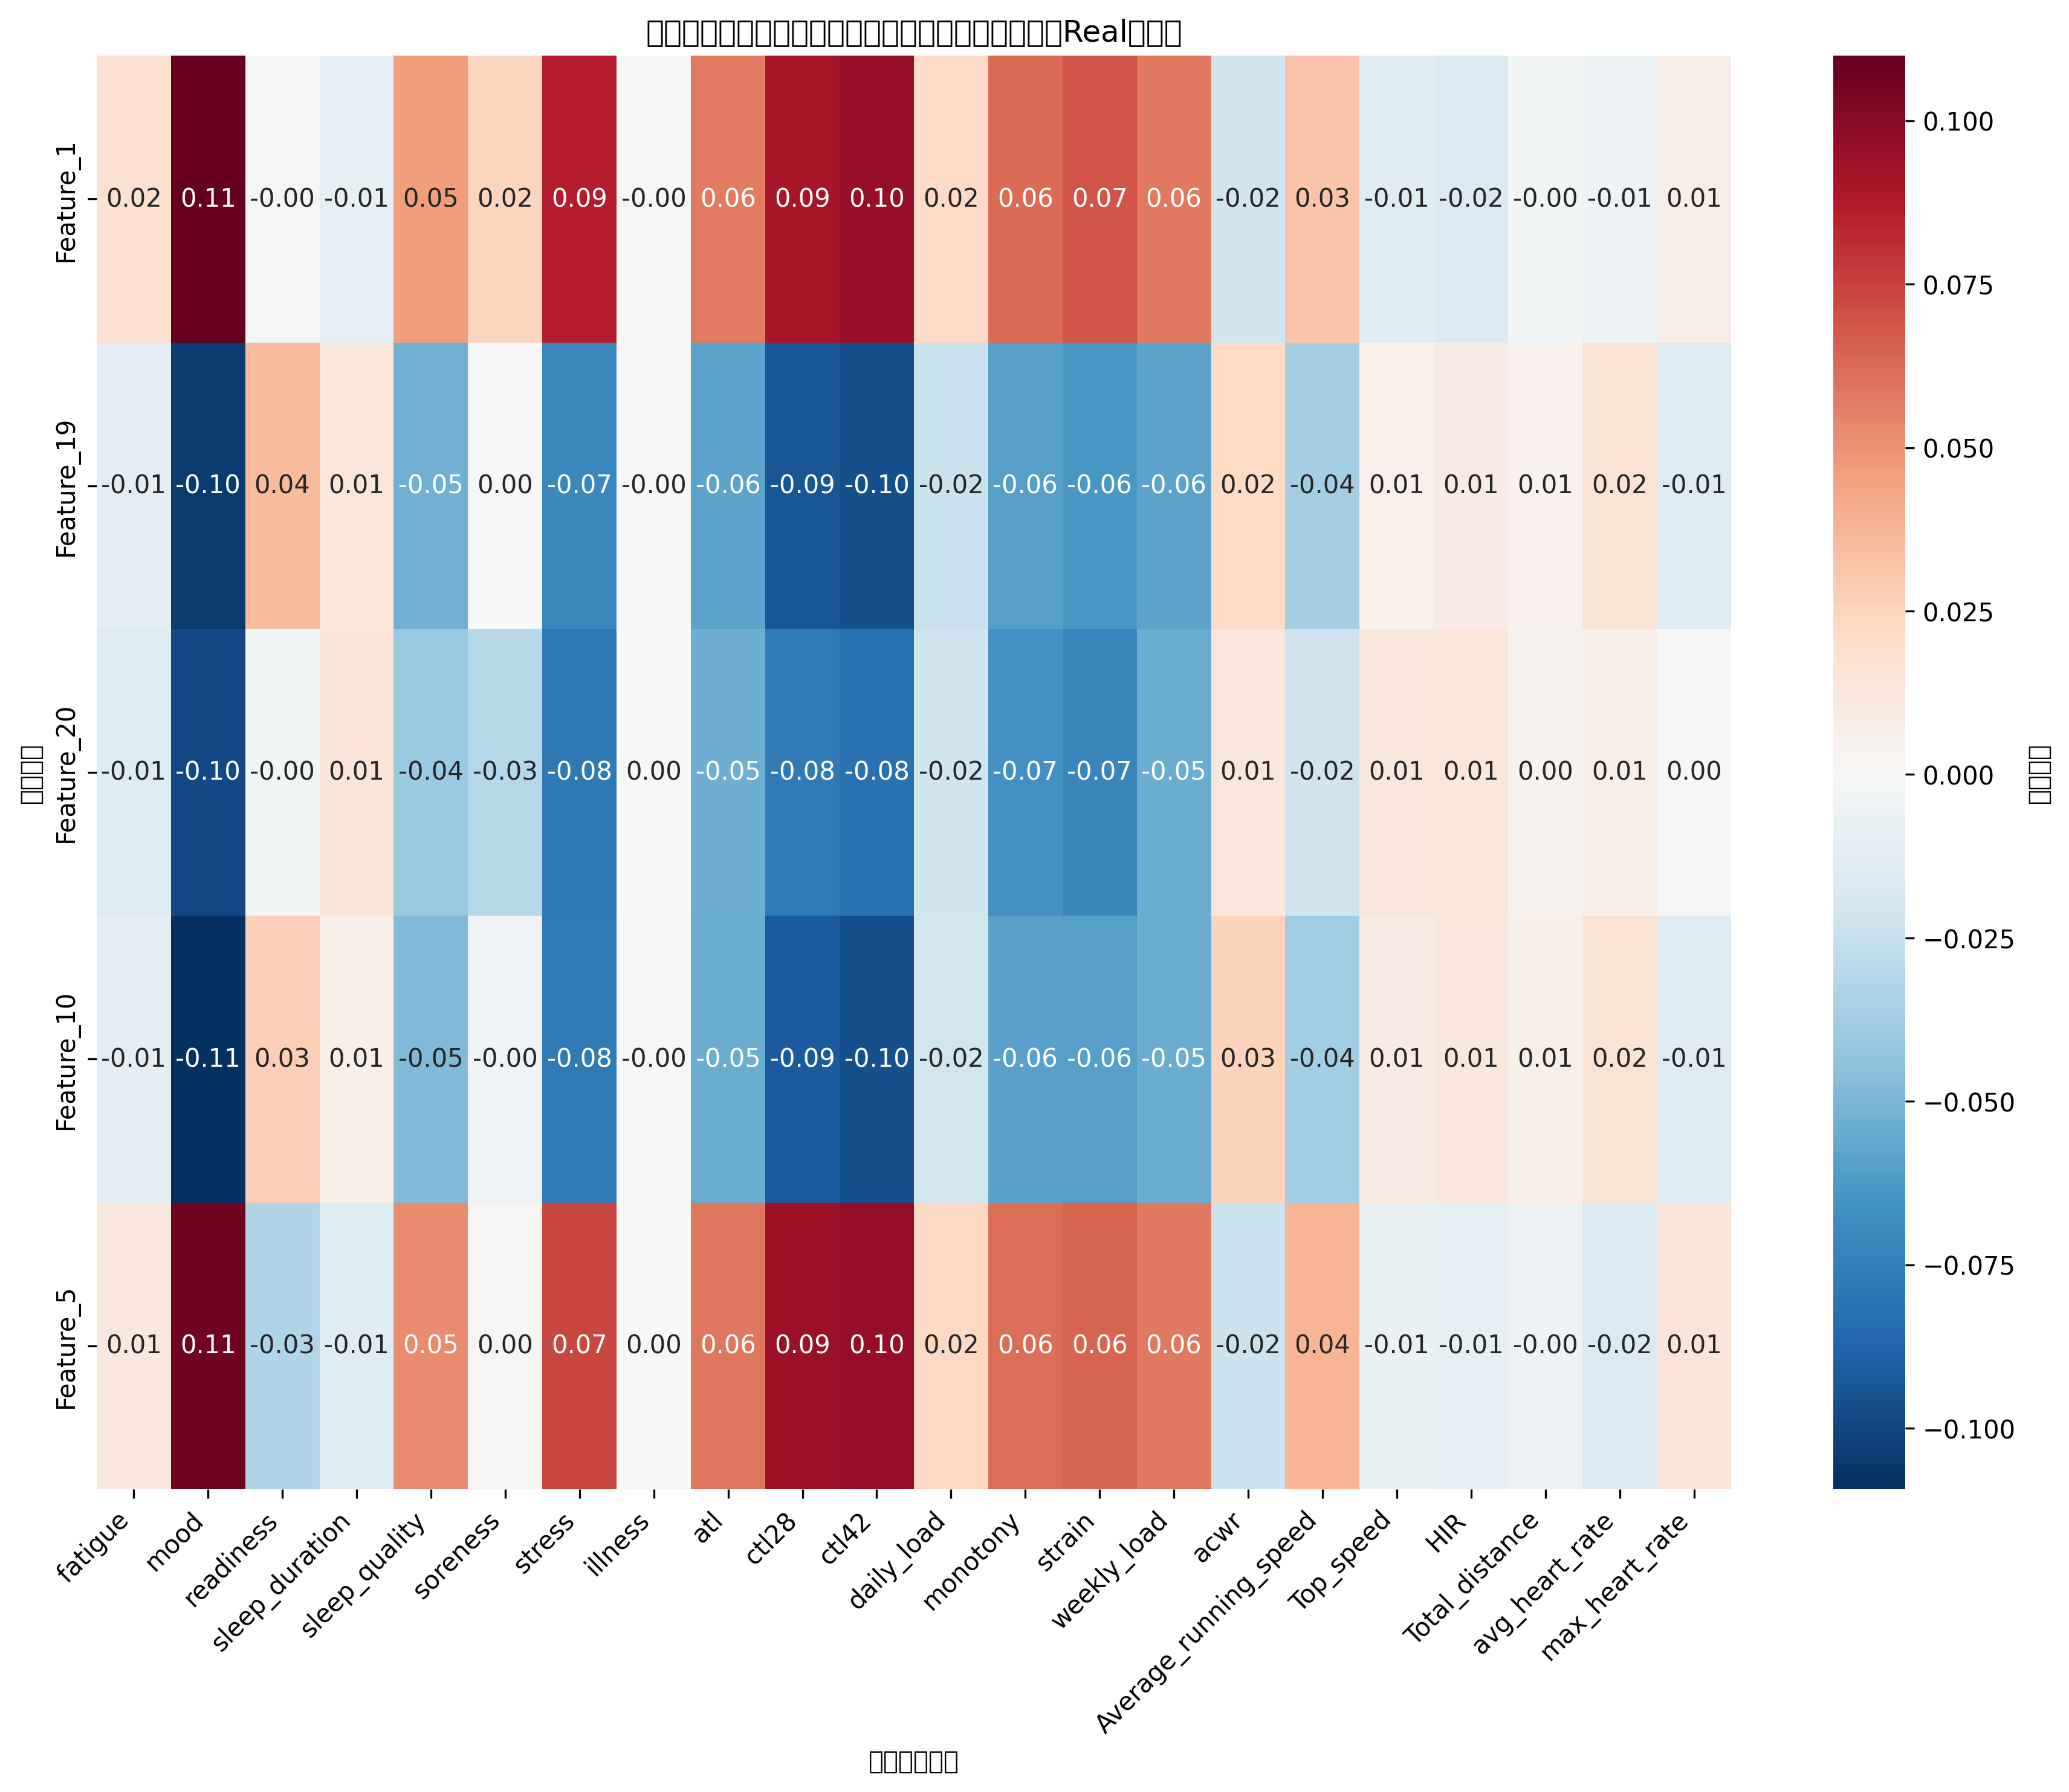 Real
Feature_1
0.02 0.11 -0.00 -0.01 0.05 0.02 0.09 -0.00 0.06 0.09 0.10 0.02 0.06 0.07 0.06 -0.02 0.03 -0.01 -0.02 -0.00 -0.01 0.01
Feature_19
-0.01 -0.10 0.04 0.01 -0.05 0.00 -0.07 -0.00 -0.06 -0.09 -0.10 -0.02 -0.06 -0.06 -0.06 0.02 -0.04 0.01 0.01 0.01 0.02 -0.01
Feature_20
-0.01 -0.10 -0.00 0.01 -0.04 -0.03 -0.08 0.00 -0.05 -0.08 -0.08 -0.02 -0.07 -0.07 -0.05 0.01 -0.02 0.01 0.01 0.00 0.01 0.00
Feature_10
-0.01 -0.11 0.03 0.01 -0.05 -0.00 -0.08 -0.00 -0.05 -0.09 -0.10 -0.02 -0.06 -0.06 -0.05 0.03 -0.04 0.01 0.01 0.01 0.02 -0.01
Feature_5
0.01 0.11 -0.03 -0.01 0.05 0.00 0.07 0.00 0.06 0.09 0.10 0.02 0.06 0.06 0.06 -0.02 0.04 -0.01 -0.01 -0.00 -0.02 0.01
fatigue
mood
readiness
sleep_duration
sleep_quality
soreness
stress
illness
atl
ctl28
ctl42
daily_load
monotony
strain
weekly_load
acwr
Average_running_speed
Top_speed
HIR
Total_distance
avg_heart_rate
max_heart_rate
0.100
0.075
0.050
0.025
0.000
−0.025
−0.050
−0.075
−0.100